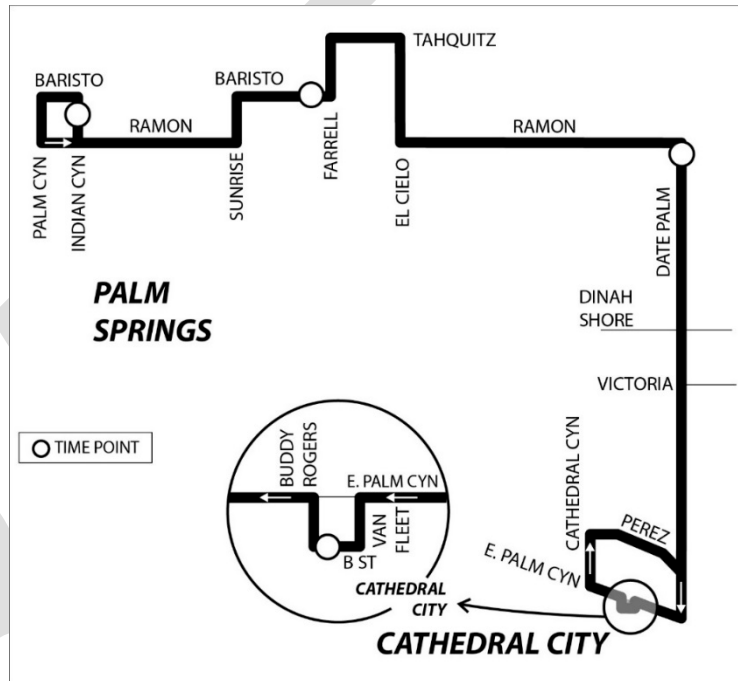 TAHQUITZ
BARISTO
BARISTO
RAMON
RAMON
PALM CYN
INDIAN CYN
SUNRISE
FARRELL
EL CIELO
DATE PALM
PALM
SPRINGS
DINAH
SHORE
VICTORIA
TIME POINT
BUDDY
ROGERS
E. PALM CYN
VAN
FLEET
B ST
CATHEDRAL
CITY
CATHEDRAL CYN
PEREZ
E. PALM CYN
CATHEDRAL CITY